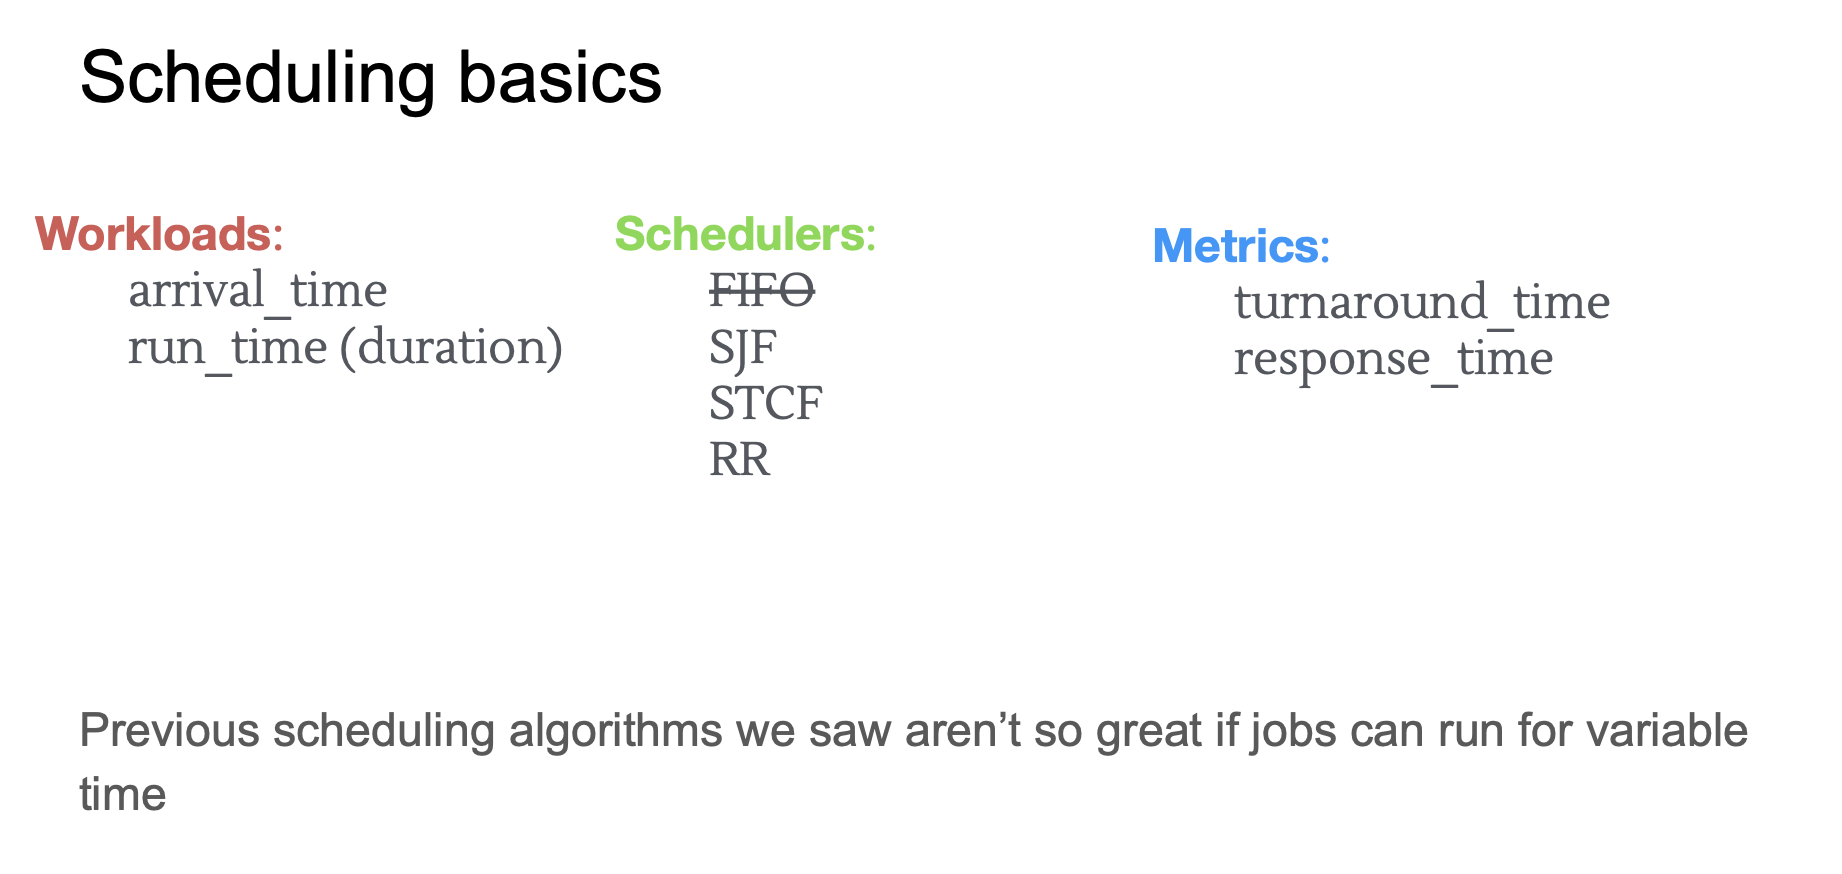 Scheduling basics
Workloads:
arrival_time
run_time (duration)
Schedulers:
FIFO
SJF
STCF
RR
Metrics:
turnaround_time
response_time
Previous scheduling algorithms we saw aren’t so great if jobs can run for variable
time